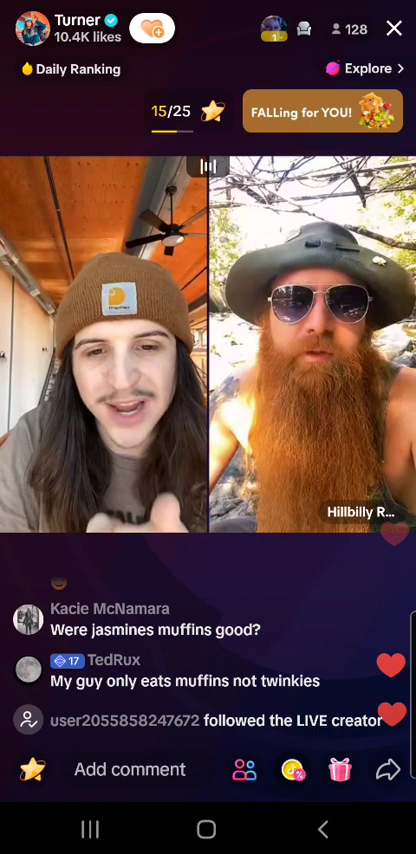 Turner
10.4K likes
1
128
Daily Ranking
Explore >
15/25
FALLing for YOU!
carhartt
Hillbilly R...
Kacie McNamara
Were jasmines muffins good?
17 TedRux
My guy only eats muffins not twinkies
user2055858247672 followed the LIVE creator
Add comment